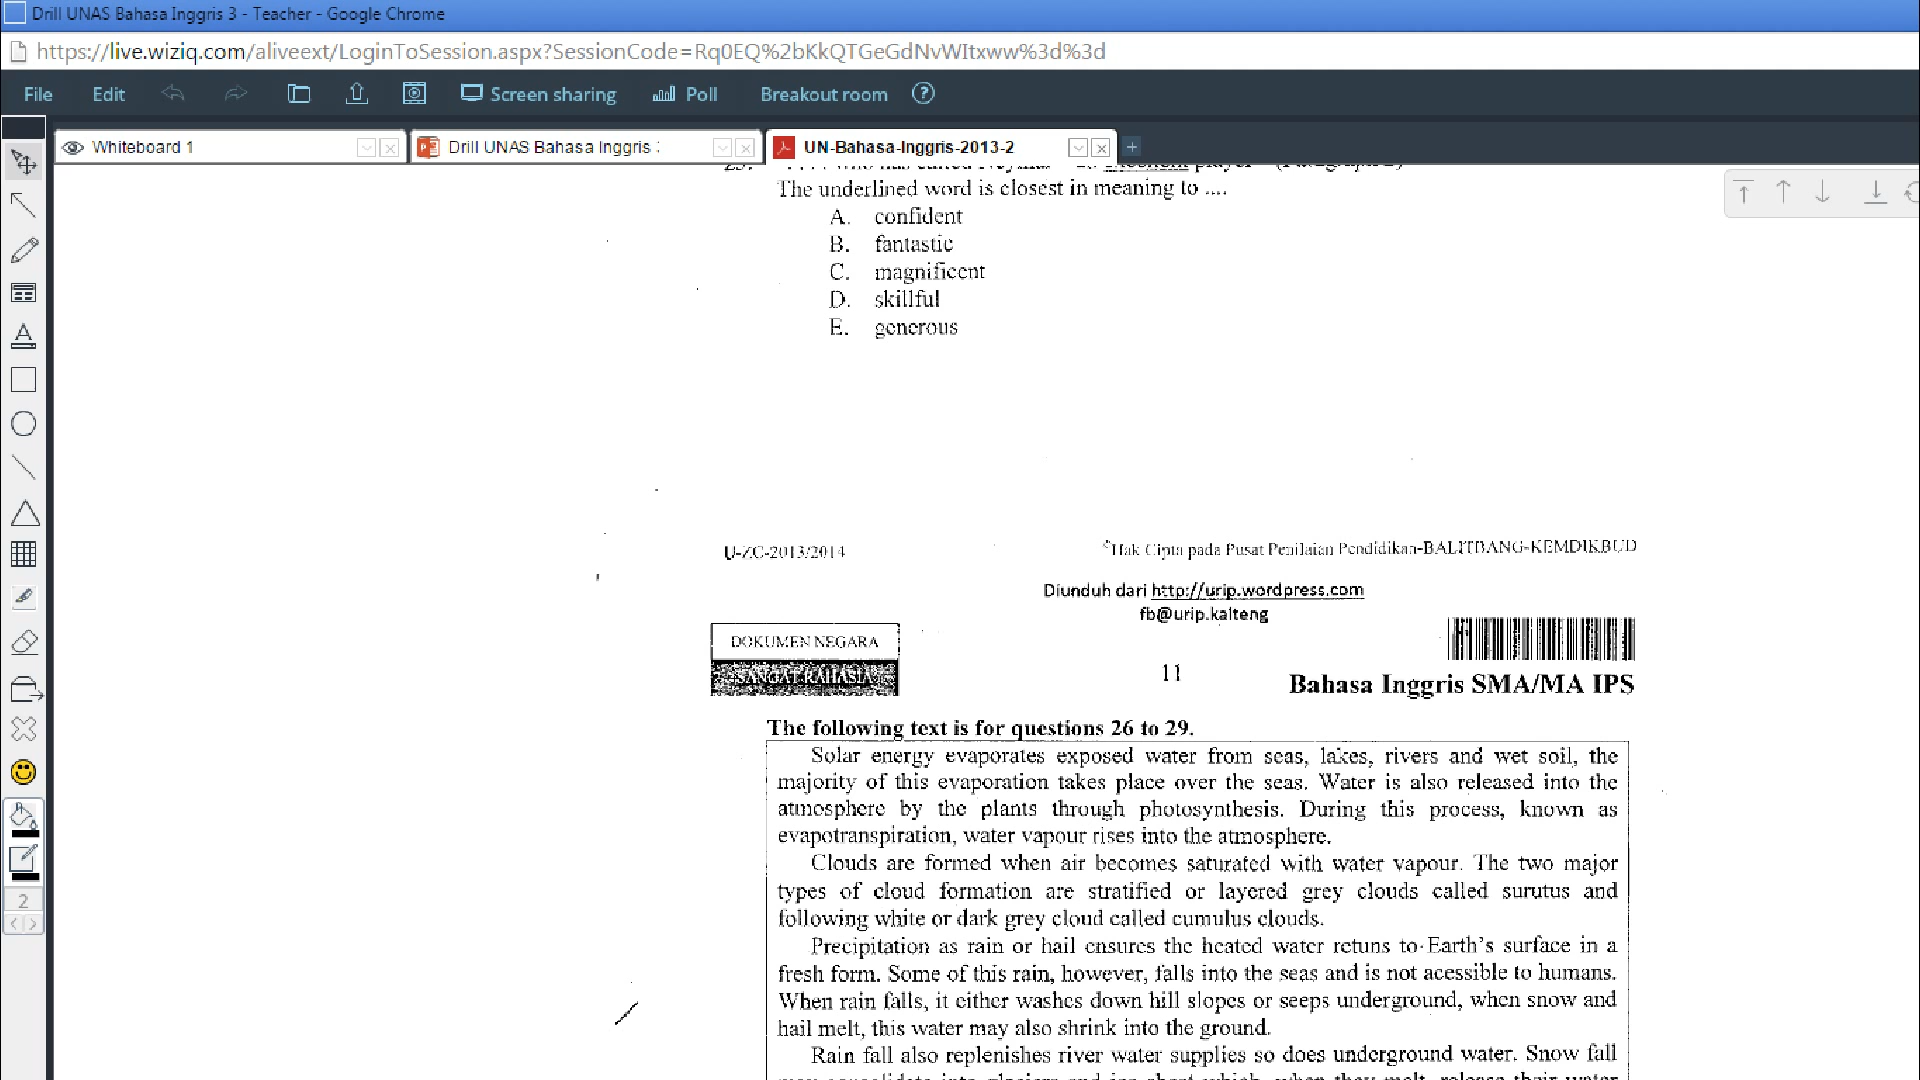 Drill UNAS Bahasa Inggris 3 - Teacher - Google Chrome
https://live.wiziq.com/aliveext/LoginToSession.aspx?SessionCode=Rq0EQ%2bKkQTGeGdNvWItxww%3d%3d
File Edit Screen sharing Poll Breakout room
Whiteboard 1 Drill UNAS Bahasa Inggris : UN-Bahasa-Inggris-2013-2
The underlined word is closest in meaning to ....
A. confident
B. fantastic
C. magnificent
D. skillful
E. generous
U-ZC-2013/2014 ©Hak Cipta pada Pusat Penilaian Pendidikan-BALITBANG-KEMDIKBUD
Diunduh dari http://urip.wordpress.com
fb@urip.kalteng
DOKUMEN NEGARA
SANGAT RAHASIA
11
Bahasa Inggris SMA/MA IPS
The following text is for questions 26 to 29.
Solar energy evaporates exposed water from seas, lakes, rivers and wet soil, the
majority of this evaporation takes place over the seas. Water is also released into the
atmosphere by the plants through photosynthesis. During this process, known as
evapotranspiration, water vapour rises into the atmosphere.
Clouds are formed when air becomes saturated with water vapour. The two major
types of cloud formation are stratified or layered grey clouds called surutus and
following white or dark grey cloud called cumulus clouds.
Precipitation as rain or hail ensures the heated water retuns to Earth's surface in a
fresh form. Some of this rain, however, falls into the seas and is not acessible to humans.
When rain falls, it either washes down hill slopes or seeps underground, when snow and
hail melt, this water may also shrink into the ground.
Rain fall also replenishes river water supplies so does underground water. Snow fall
2